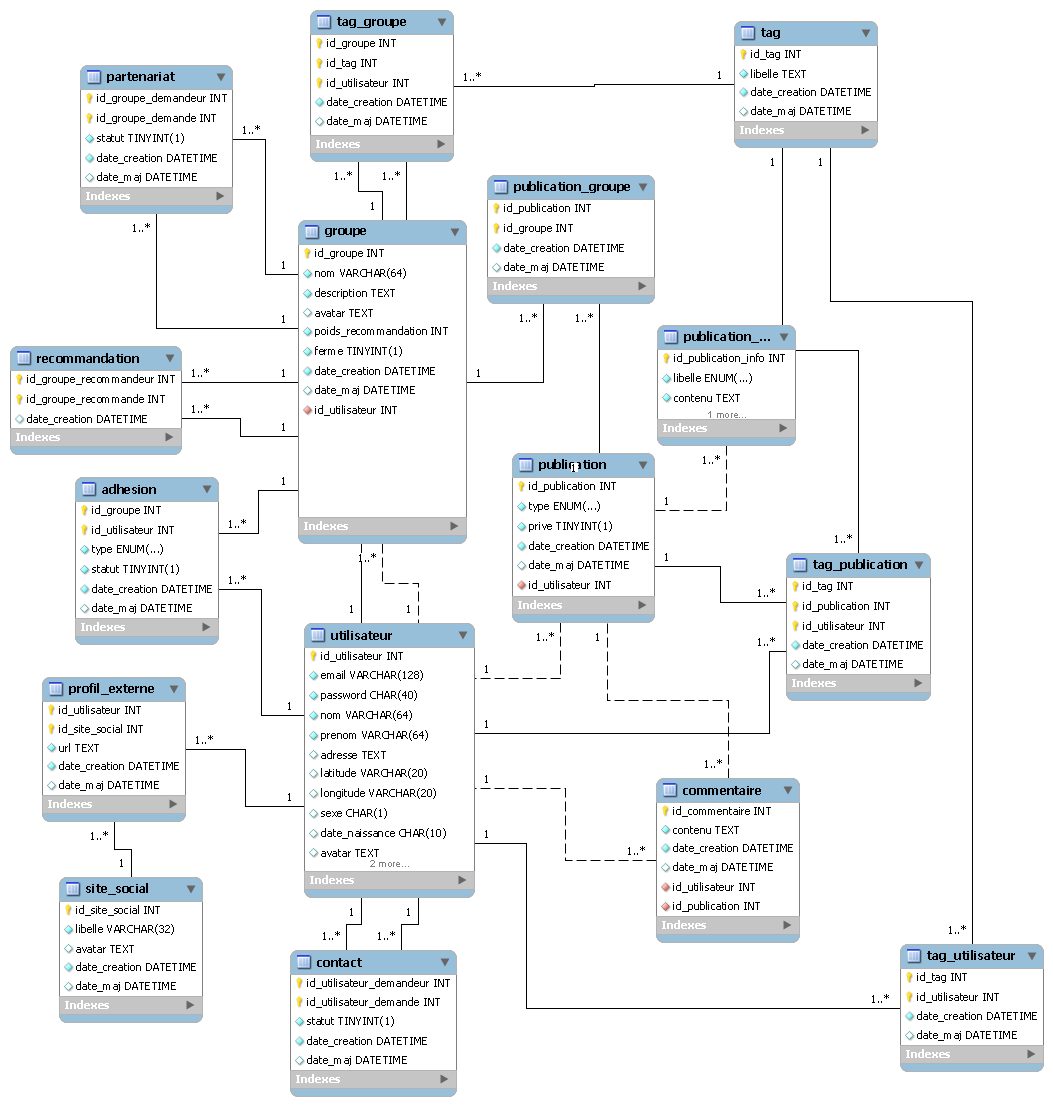 tag_groupe
id_groupe INT
id_tag INT
id_utilisateur INT
date_creation DATETIME
date_maj DATETIME
Indexes
tag
id_tag INT
libelle TEXT
date_creation DATETIME
date_maj DATETIME
Indexes
1..*
1
partenariat
id_groupe_demandeur INT
id_groupe_demande INT
statut TINYINT(1)
date_creation DATETIME
date_maj DATETIME
Indexes
1..*
1
1..*
1
1..*
1..*
1
1
1
publication_groupe
id_publication INT
id_groupe INT
date_creation DATETIME
date_maj DATETIME
Indexes
1..*
1..*
1
groupe
id_groupe INT
nom VARCHAR(64)
description TEXT
avatar TEXT
poids_recommandation INT
ferme TINYINT(1)
date_creation DATETIME
date_maj DATETIME
id_utilisateur INT
Indexes
recommandation
id_groupe_recommandeur INT
id_groupe_recommande INT
date_creation DATETIME
Indexes
1..*
1
1..*
1
publication_...
id_publication_info INT
libelle ENUM(...)
contenu TEXT
1 more...
Indexes
1..*
1
1..*
publication
1
id_publication INT
type ENUM(...)
prive TINYINT(1)
date_creation DATETIME
date_maj DATETIME
id_utilisateur INT
Indexes
adhesion
id_groupe INT
id_utilisateur INT
type ENUM(...)
statut TINYINT(1)
date_creation DATETIME
date_maj DATETIME
Indexes
1
1..*
1..*
1
tag_publication
id_tag INT
id_publication INT
id_utilisateur INT
date_creation DATETIME
date_maj DATETIME
Indexes
1
1..*
1..*
1
1..*
1
1
1..*
1
1
utilisateur
id_utilisateur INT
email VARCHAR(128)
password CHAR(40)
nom VARCHAR(64)
prenom VARCHAR(64)
adresse TEXT
latitude VARCHAR(20)
longitude VARCHAR(20)
sexe CHAR(1)
date_naissance CHAR(10)
avatar TEXT
2 more...
Indexes
profil_externe
id_utilisateur INT
id_site_social INT
url TEXT
date_creation DATETIME
date_maj DATETIME
Indexes
1..*
1
1..*
1
site_social
id_site_social INT
libelle VARCHAR(32)
avatar TEXT
date_creation DATETIME
date_maj DATETIME
Indexes
1..*
commentaire
id_commentaire INT
contenu TEXT
date_creation DATETIME
date_maj DATETIME
id_utilisateur INT
id_publication INT
Indexes
1
1..*
1
1..*
1
1
1..*
1..*
contact
id_utilisateur_demandeur INT
id_utilisateur_demande INT
statut TINYINT(1)
date_creation DATETIME
date_maj DATETIME
Indexes
1..*
tag_utilisateur
id_tag INT
id_utilisateur INT
date_creation DATETIME
date_maj DATETIME
Indexes